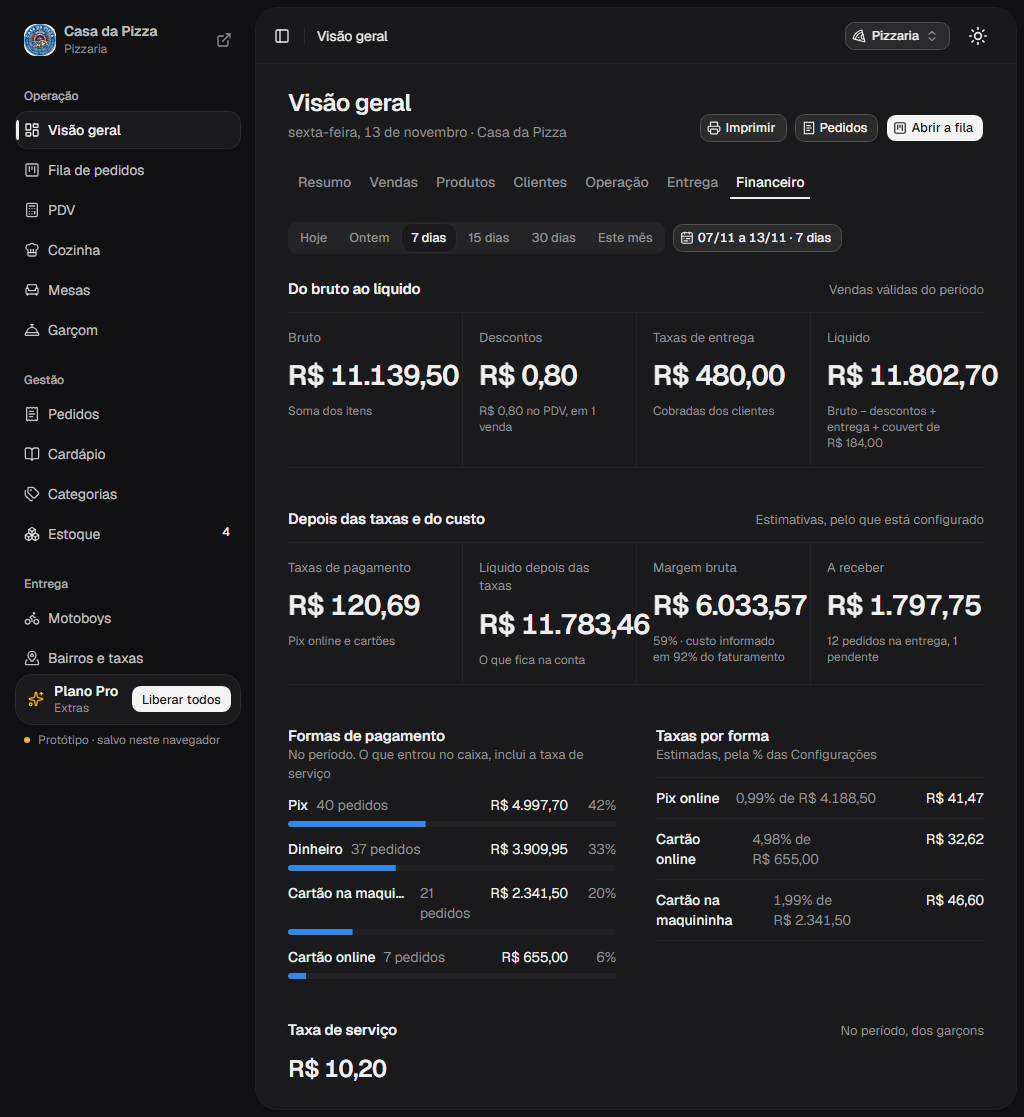 Casa da Pizza
Pizzaria
Operação
Visão geral
Fila de pedidos
PDV
Cozinha
Mesas
Garçom
Gestão
Pedidos
Cardápio
Categorias
Estoque 4
Entrega
Motoboys
Bairros e taxas
Plano Pro
Extras
Liberar todos
Protótipo · salvo neste navegador
Visão geral
Pizzaria
Visão geral
sexta-feira, 13 de novembro · Casa da Pizza
Imprimir
Pedidos
Abrir a fila
Resumo Vendas Produtos Clientes Operação Entrega Financeiro
Hoje Ontem 7 dias 15 dias 30 dias Este mês 07/11 a 13/11 · 7 dias
Do bruto ao líquido
Vendas válidas do período
Bruto
R$ 11.139,50
Soma dos itens
Descontos
R$ 0,80
R$ 0,80 no PDV, em 1
venda
Taxas de entrega
R$ 480,00
Cobradas dos clientes
Líquido
R$ 11.802,70
Bruto − descontos +
entrega + couvert de
R$ 184,00
Depois das taxas e do custo
Estimativas, pelo que está configurado
Taxas de pagamento
R$ 120,69
Pix online e cartões
Líquido depois das
taxas
R$ 11.783,46
O que fica na conta
Margem bruta
R$ 6.033,57
59% · custo informado
em 92% do faturamento
A receber
R$ 1.797,75
12 pedidos na entrega, 1
pendente
Formas de pagamento
No período. O que entrou no caixa, inclui a taxa de
serviço
Pix 40 pedidos R$ 4.997,70 42%
Dinheiro 37 pedidos R$ 3.909,95 33%
Cartão na maqui... 21
pedidos
R$ 2.341,50 20%
Cartão online 7 pedidos R$ 655,00 6%
Taxas por forma
Estimadas, pela % das Configurações
Pix online 0,99% de R$ 4.188,50 R$ 41,47
Cartão
online
4,98% de
R$ 655,00
R$ 32,62
Cartão na
maquininha
1,99% de
R$ 2.341,50
R$ 46,60
Taxa de serviço
No período, dos garçons
R$ 10,20